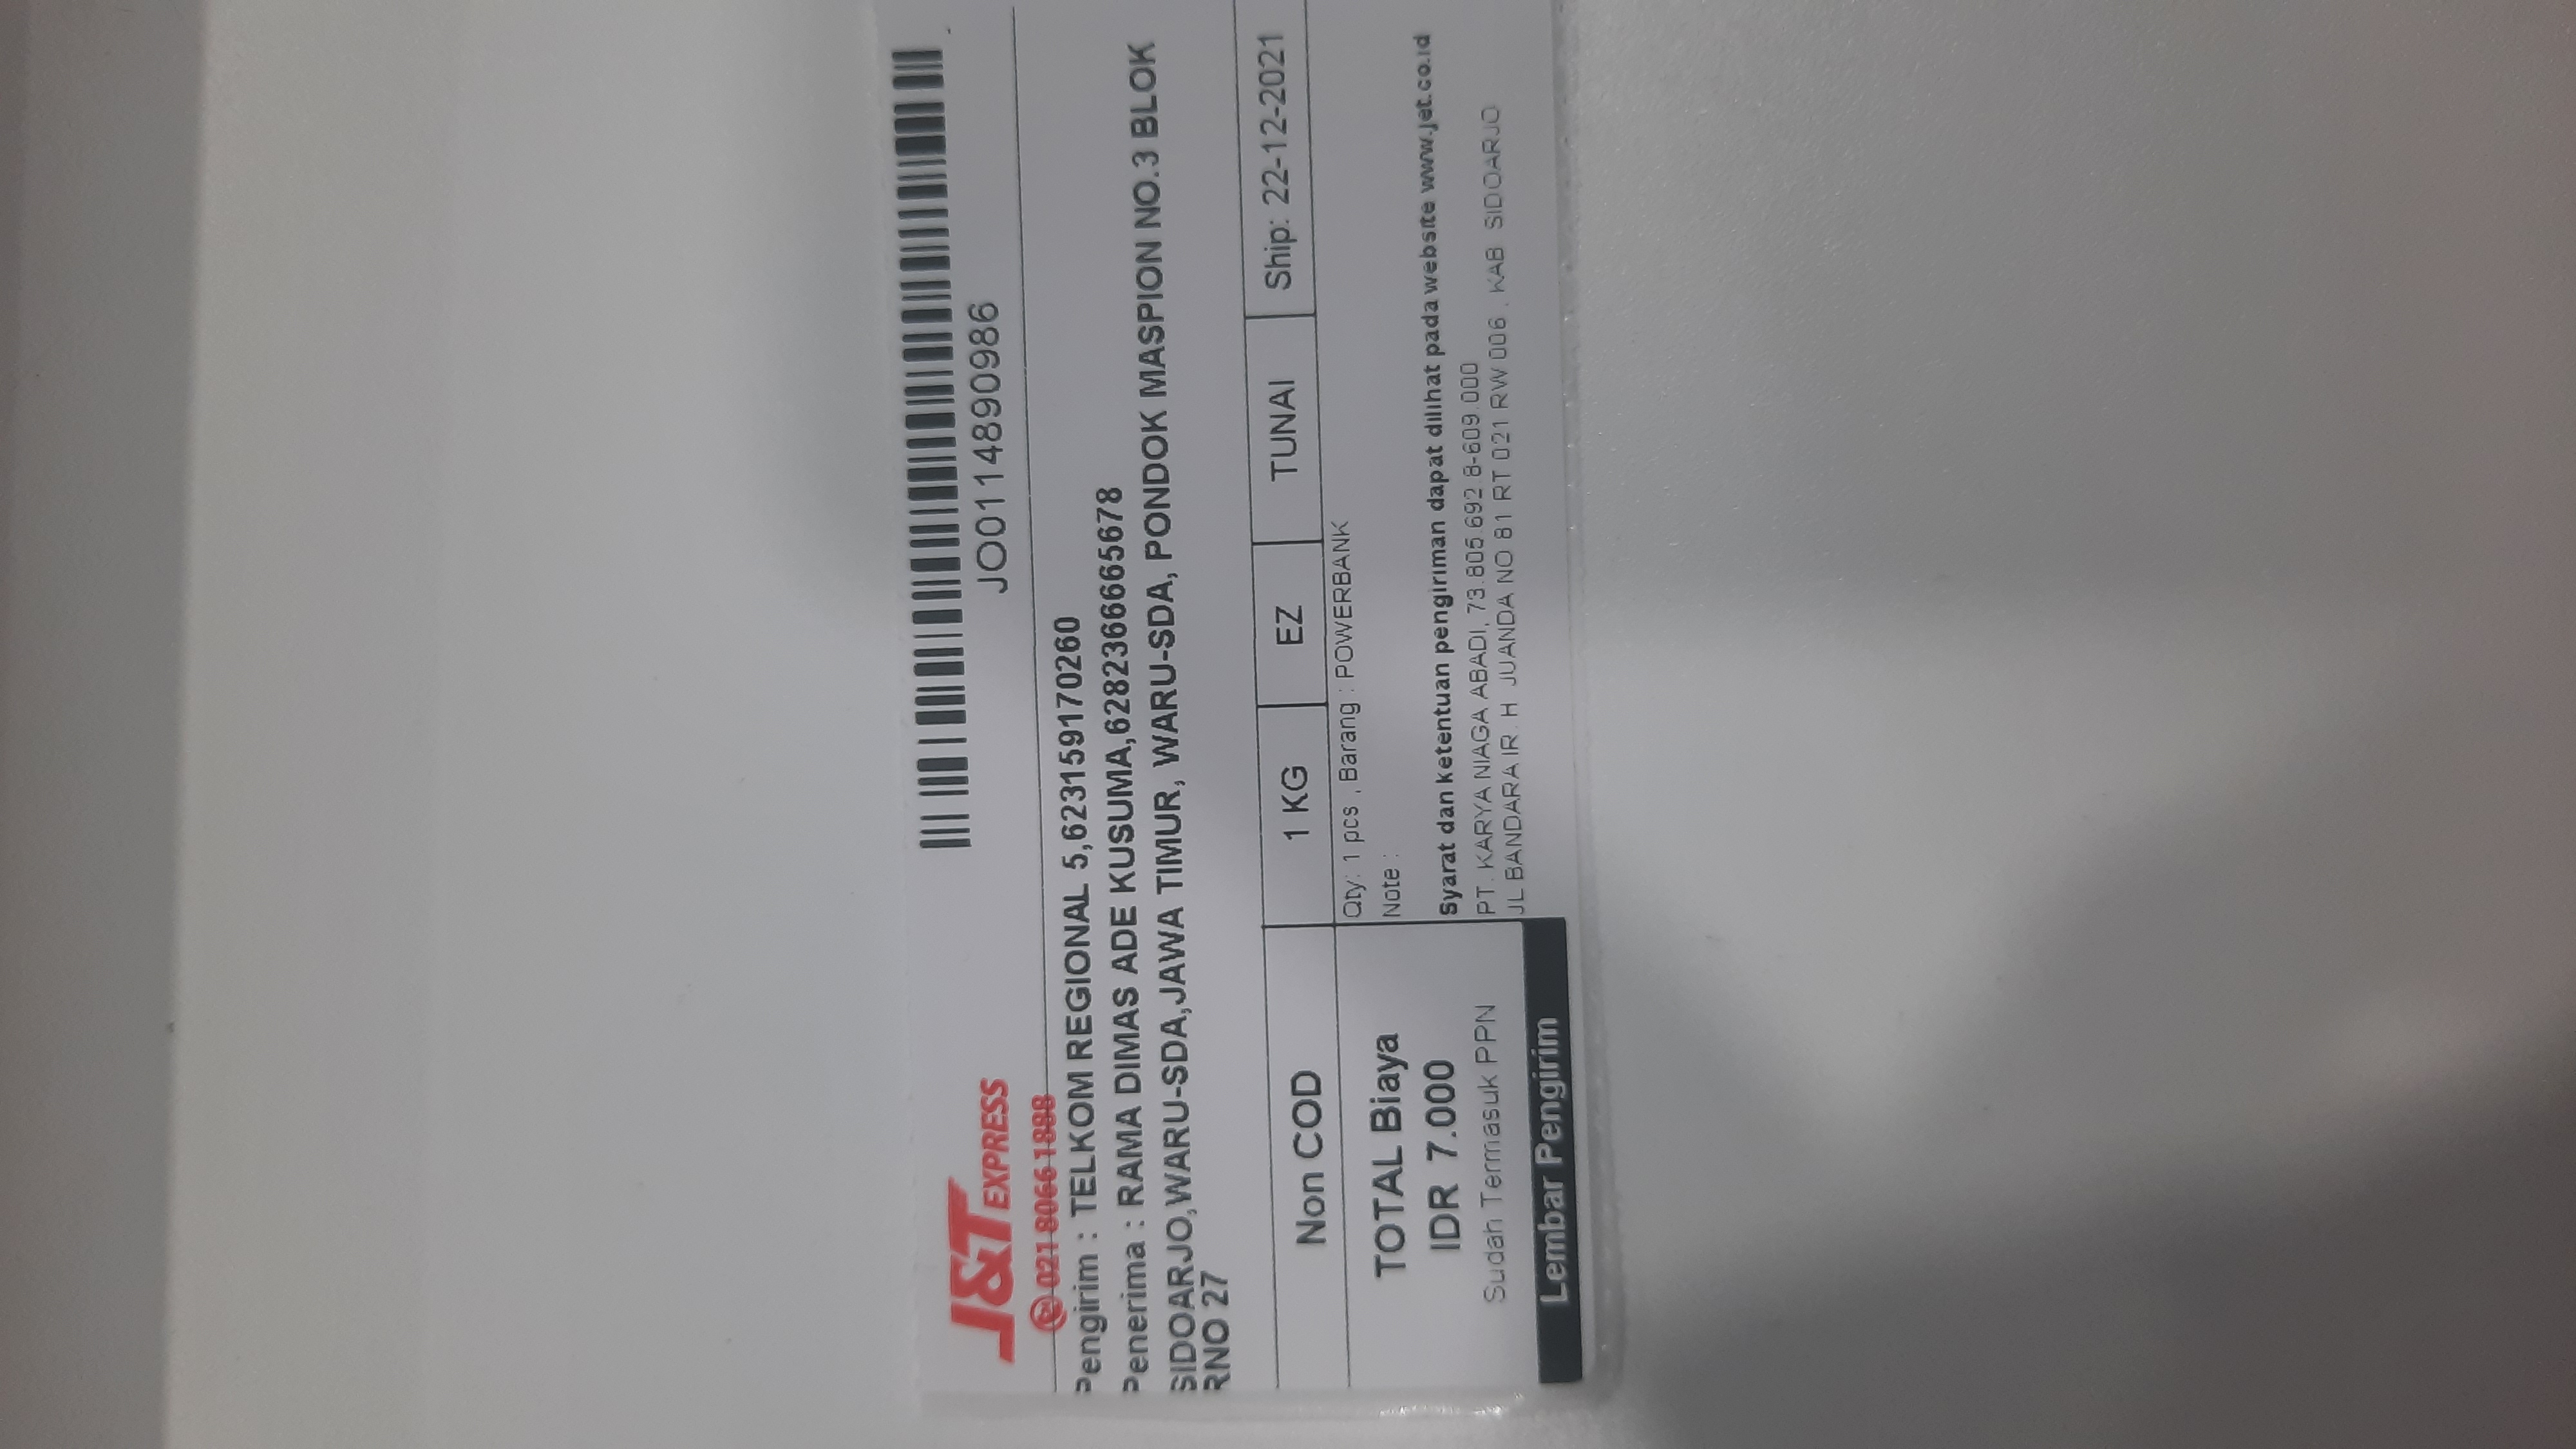 J&T EXPRESS
JO0114890986
021 8066 1888
Pengirim : TELKOM REGIONAL 5,623159170260
Penerima : RAMA DIMAS ADE KUSUMA,6282366665678
SIDOARJO,WARU-SDA,JAWA TIMUR, WARU-SDA, PONDOK MASPION NO.3 BLOK
RNO 27
Non COD
1 KG
EZ
TUNAI
Ship: 22-12-2021
TOTAL Biaya
IDR 7.000
Sudah Termasuk PPN
Lembar Pengirim
Qty: 1 pcs , Barang : POWERBANK
Note :
Syarat dan ketentuan pengiriman dapat dilihat pada website www.jet.co.id
PT. KARYA NIAGA ABADI, 73.805.692.8-609.000
JL BANDARA IR. H JUANDA NO 81 RT 021 RW 006 , KAB SIDOARJO